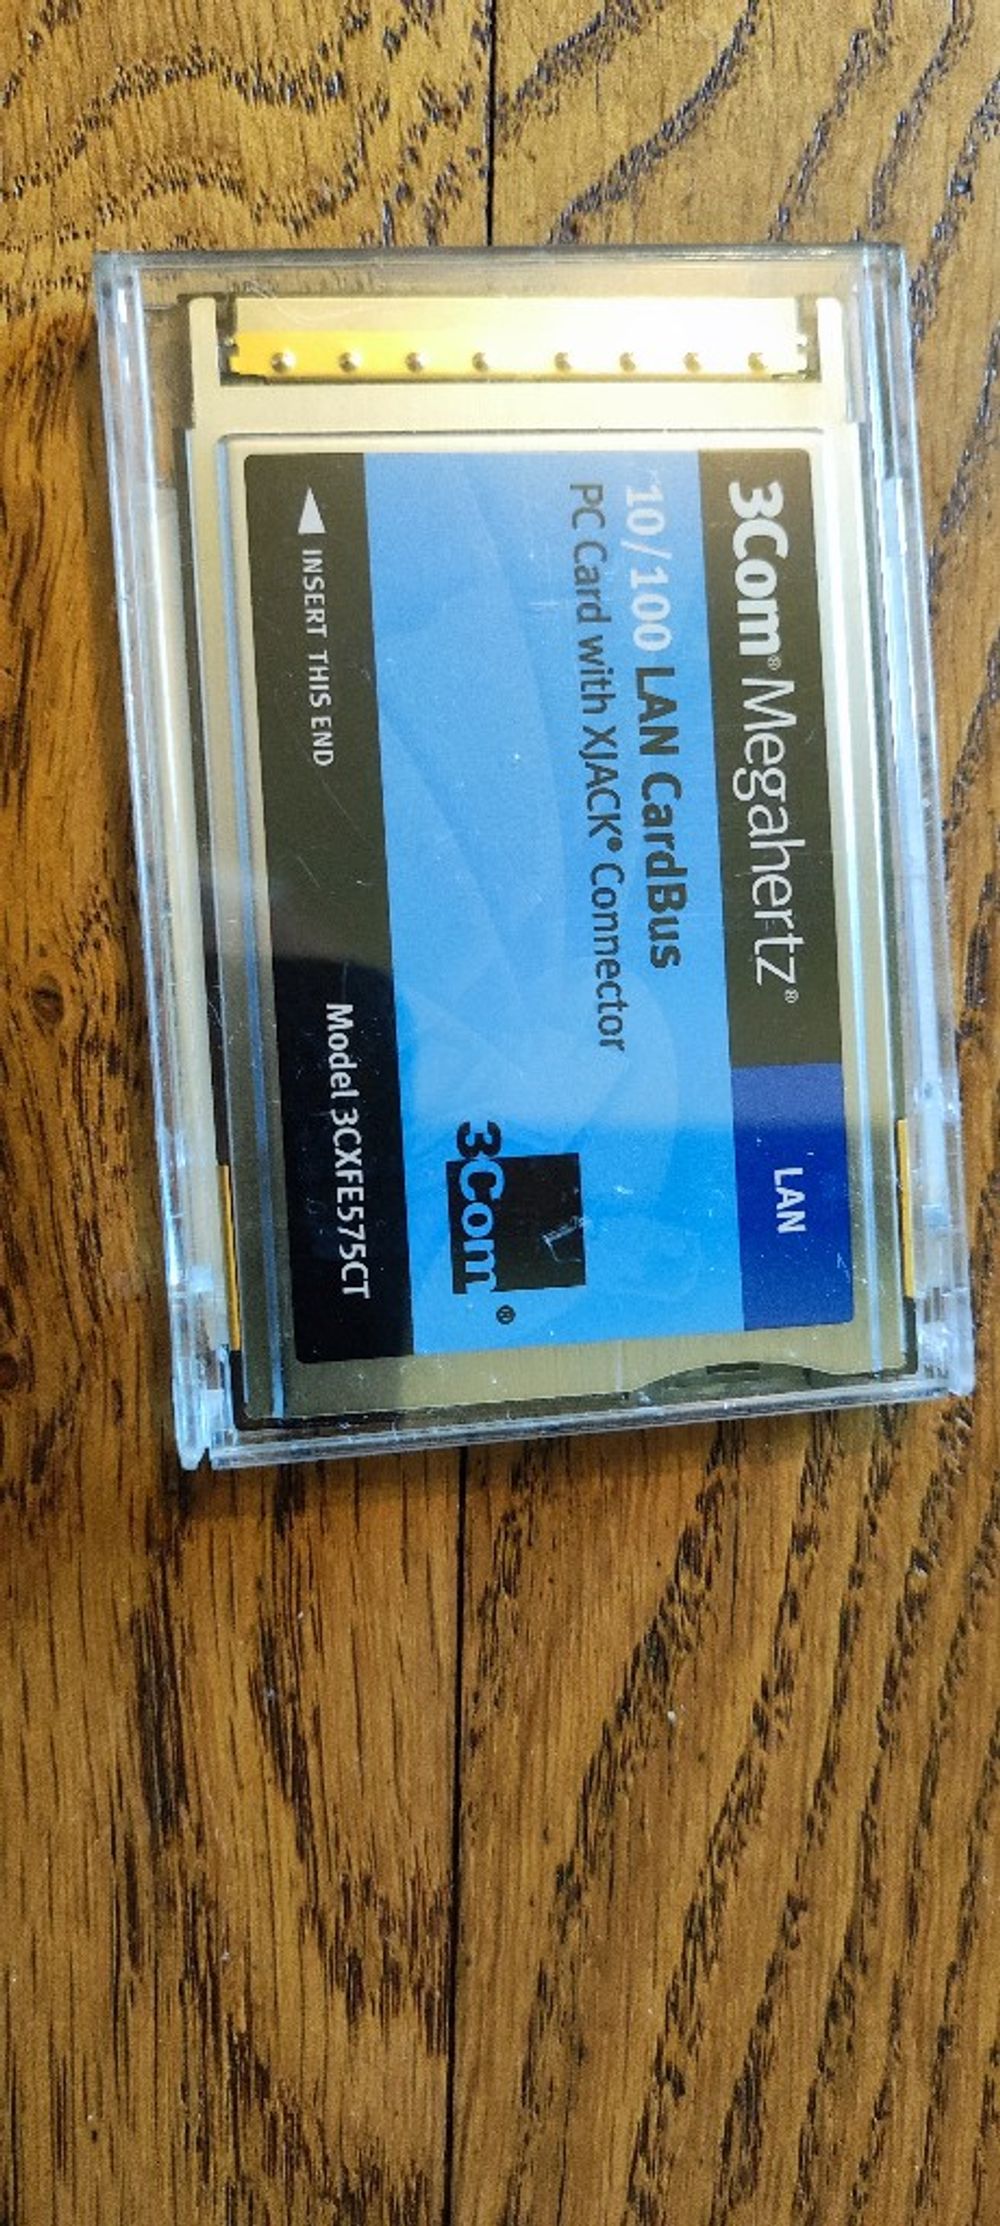 3Com® Megahertz®
LAN
10/100 LAN CardBus
PC Card with XJACK® Connector
3Com®
INSERT THIS END
Model 3CXFE575CT